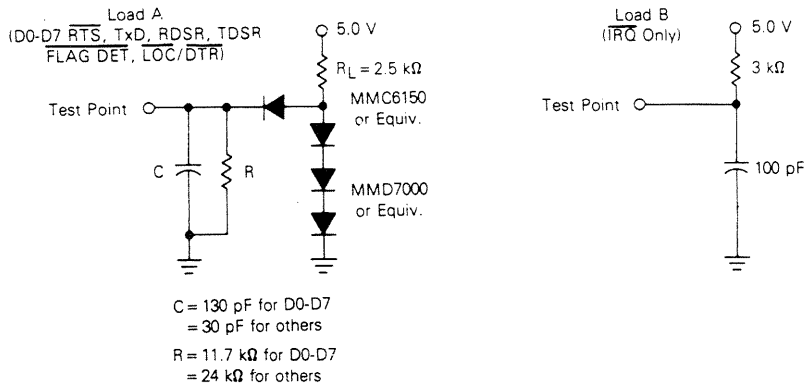 Load A
(D0-D7 RTS, TxD, RDSR, TDSR
FLAG DET, LOC/DTR)
5.0 V
R_L = 2.5 kΩ
MMC6150
or Equiv.
Test Point
C
R
MMD7000
or Equiv.
C = 130 pF for D0-D7
= 30 pF for others
R = 11.7 kΩ for D0-D7
= 24 kΩ for others
Load B
(IRQ Only)
5.0 V
3 kΩ
Test Point
100 pF